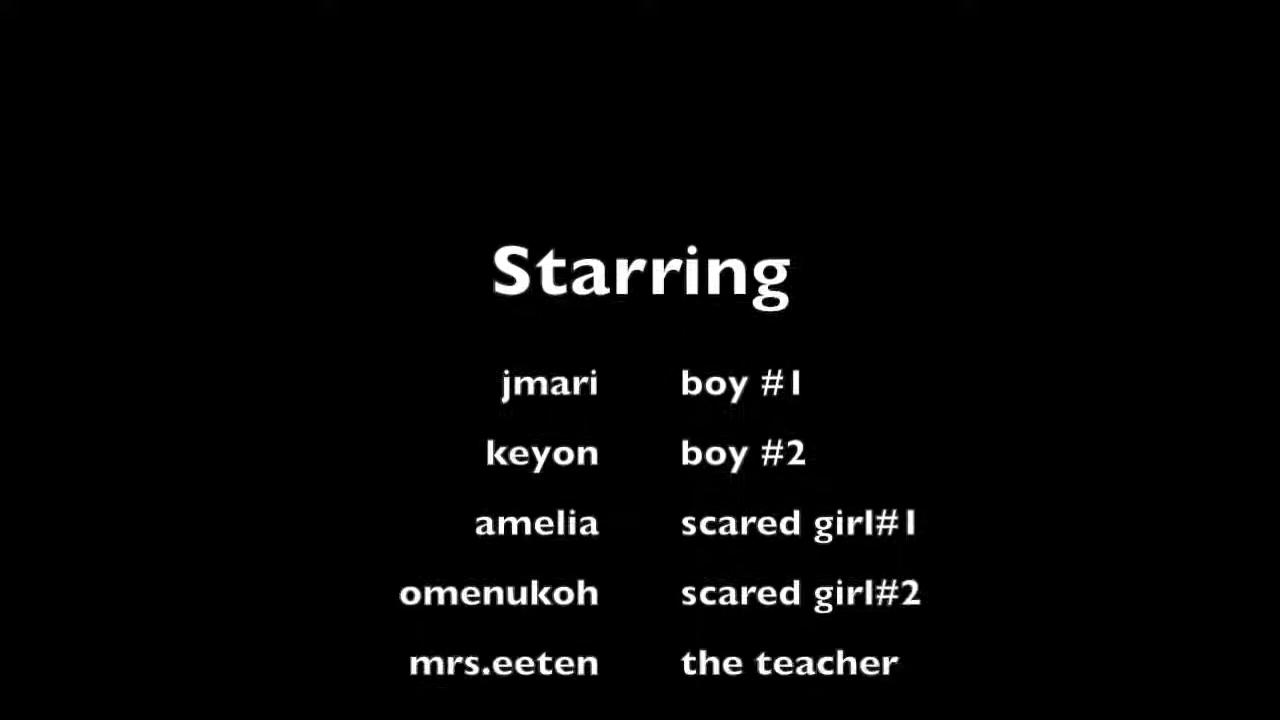 Starring
jmari boy #1
keyon boy #2
amelia scared girl#1
omenukoh scared girl#2
mrs.eeten the teacher